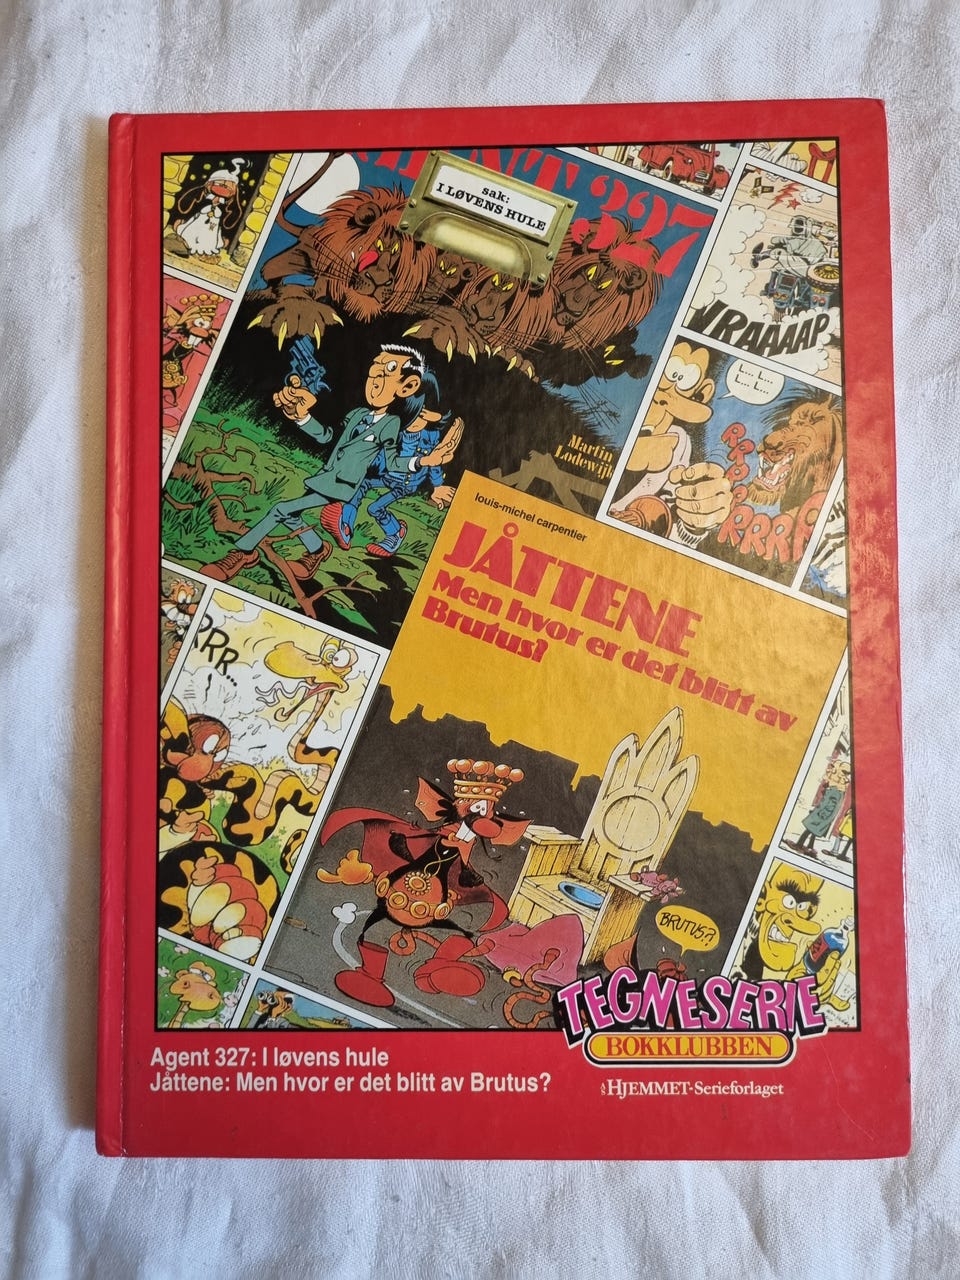 327
sak:
I LØVENS HULE
VRAAAAP
L... L...
L... L...
Martin
Lodewijk
louis-michel carpentier
JÅTTENE
Men hvor er det blitt av
Brutus?
RRR...
BRUTUS??
TEGNESERIE
BOKKLUBBEN
Agent 327: I løvens hule
Jåttene: Men hvor er det blitt av Brutus?
A/S HJEMMET-Serieforlaget